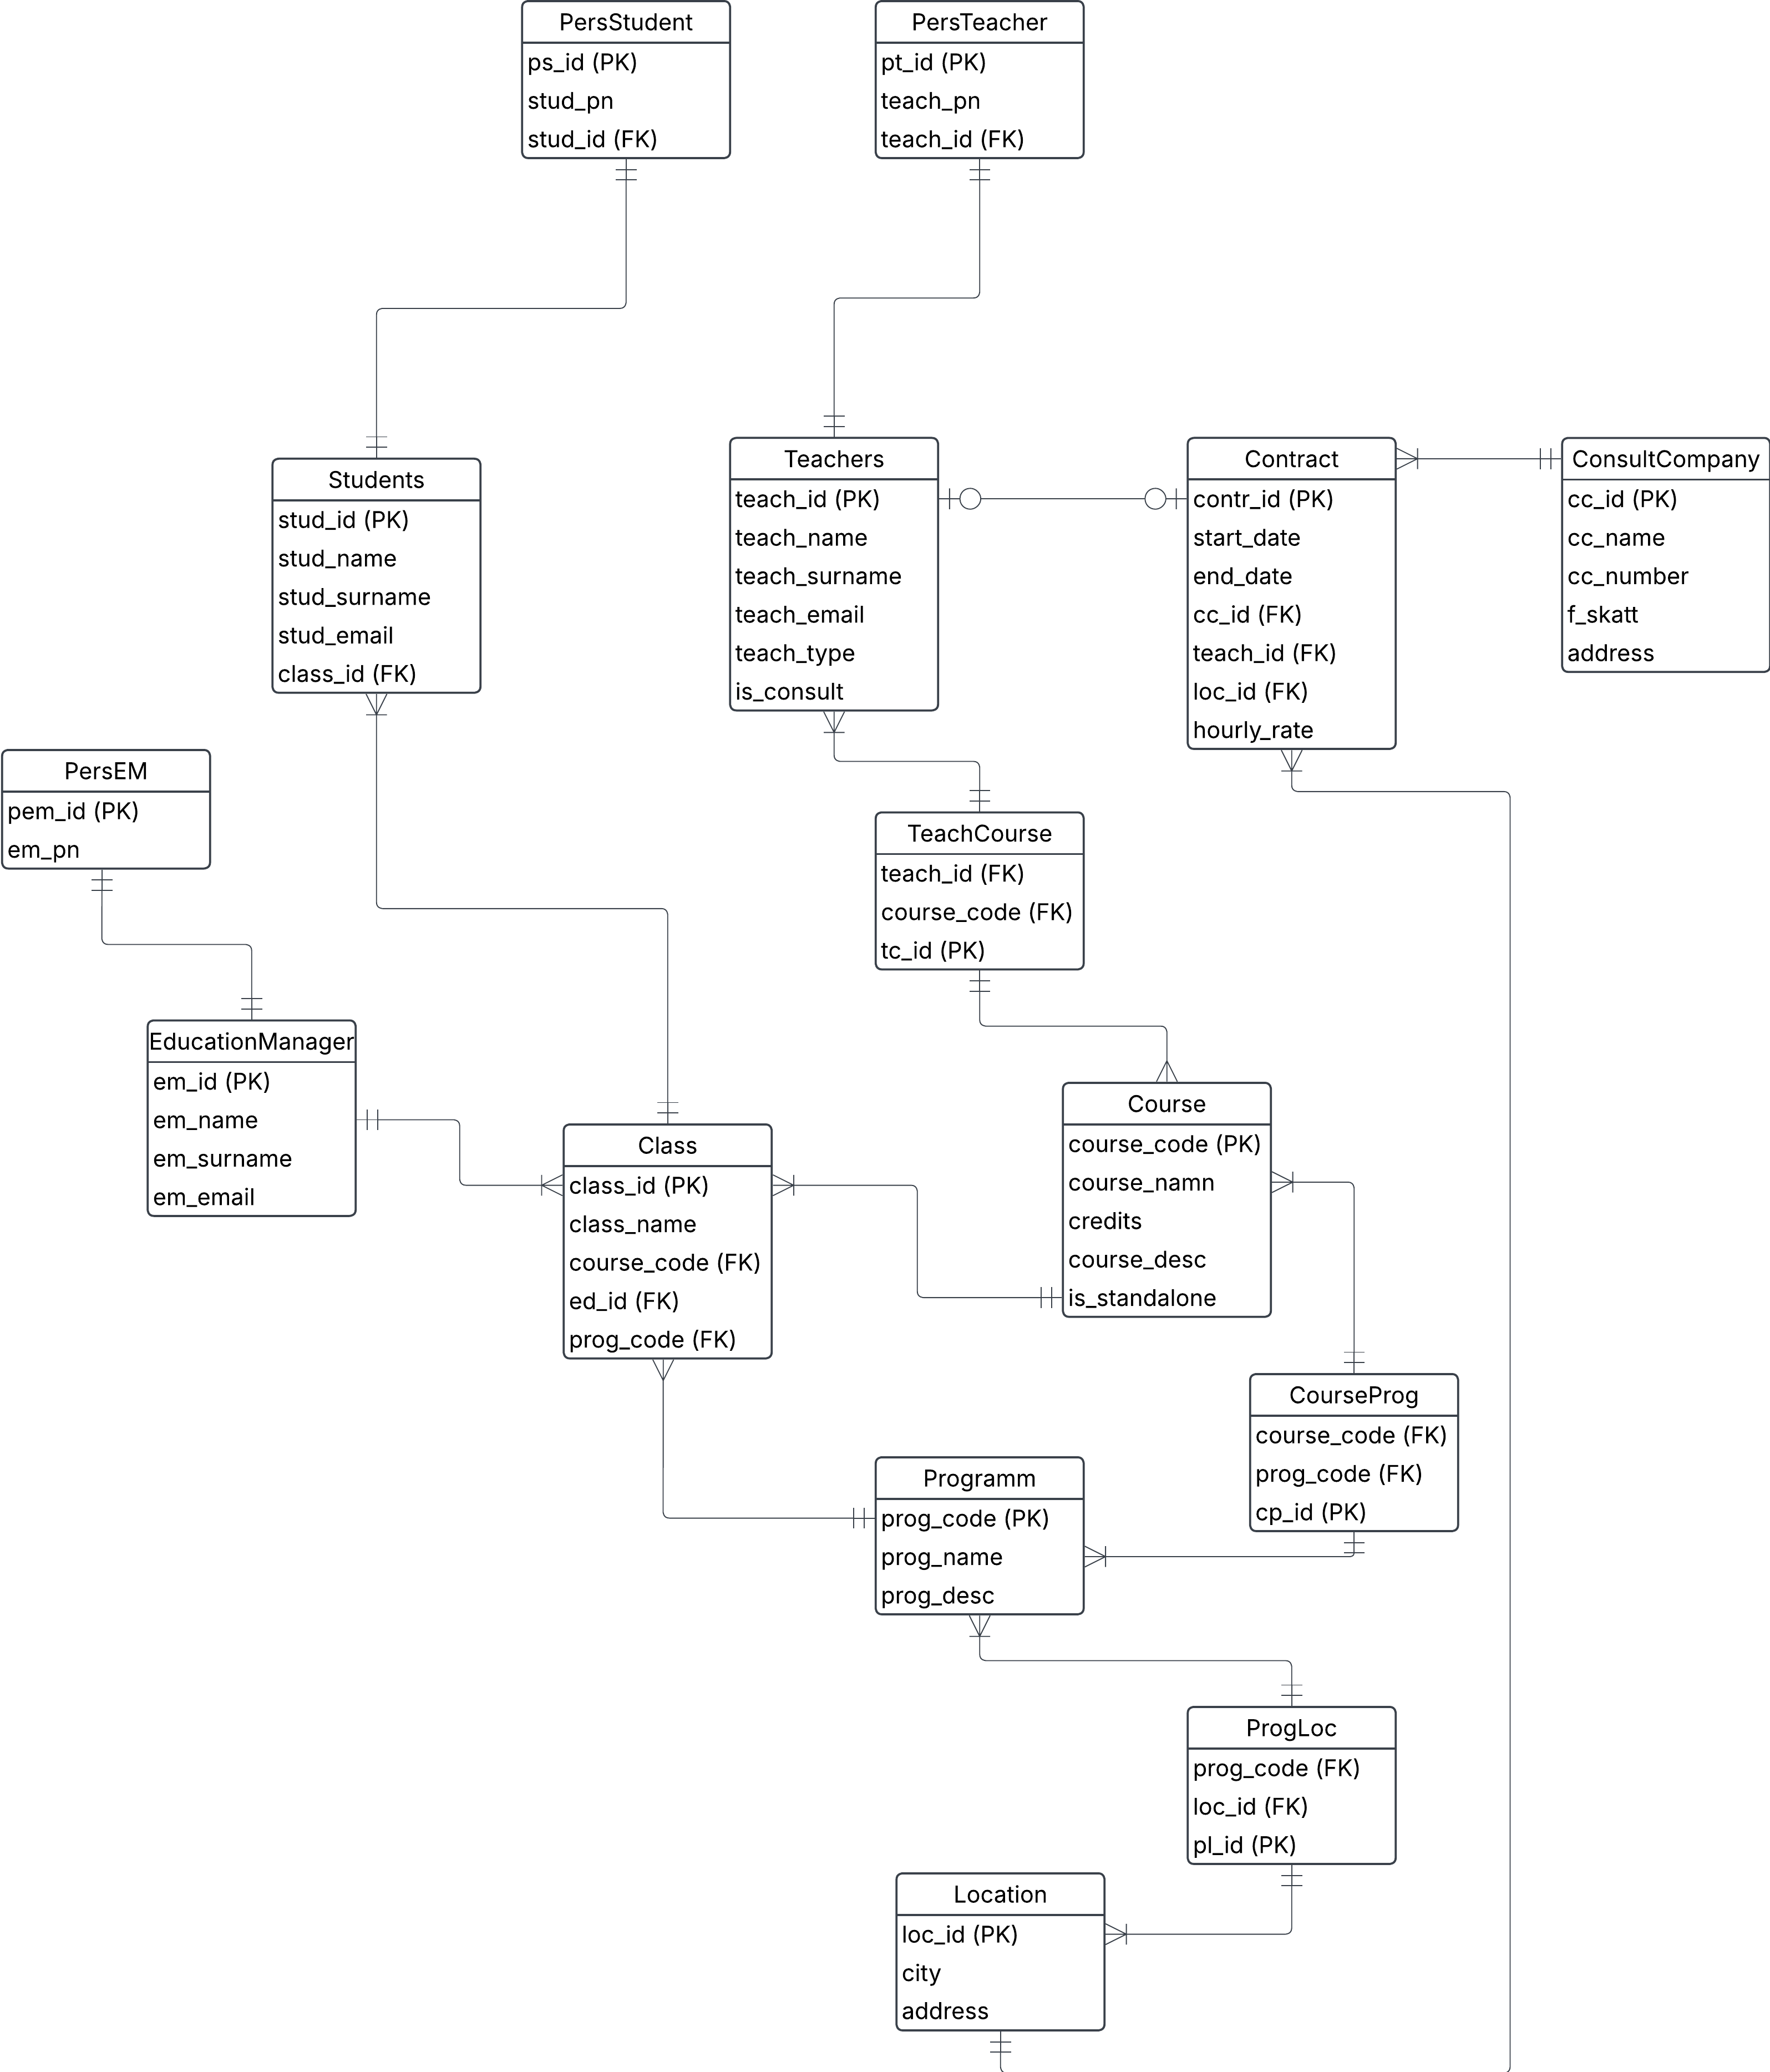 PersStudent
ps_id (PK)
stud_pn
stud_id (FK)
PersTeacher
pt_id (PK)
teach_pn
teach_id (FK)
Students
stud_id (PK)
stud_name
stud_surname
stud_email
class_id (FK)
Teachers
teach_id (PK)
teach_name
teach_surname
teach_email
teach_type
is_consult
Contract
contr_id (PK)
start_date
end_date
cc_id (FK)
teach_id (FK)
loc_id (FK)
hourly_rate
ConsultCompany
cc_id (PK)
cc_name
cc_number
f_skatt
address
PersEM
pem_id (PK)
em_pn
TeachCourse
teach_id (FK)
course_code (FK)
tc_id (PK)
EducationManager
em_id (PK)
em_name
em_surname
em_email
Class
class_id (PK)
class_name
course_code (FK)
ed_id (FK)
prog_code (FK)
Course
course_code (PK)
course_namn
credits
course_desc
is_standalone
CourseProg
course_code (FK)
prog_code (FK)
cp_id (PK)
Programm
prog_code (PK)
prog_name
prog_desc
ProgLoc
prog_code (FK)
loc_id (FK)
pl_id (PK)
Location
loc_id (PK)
city
address